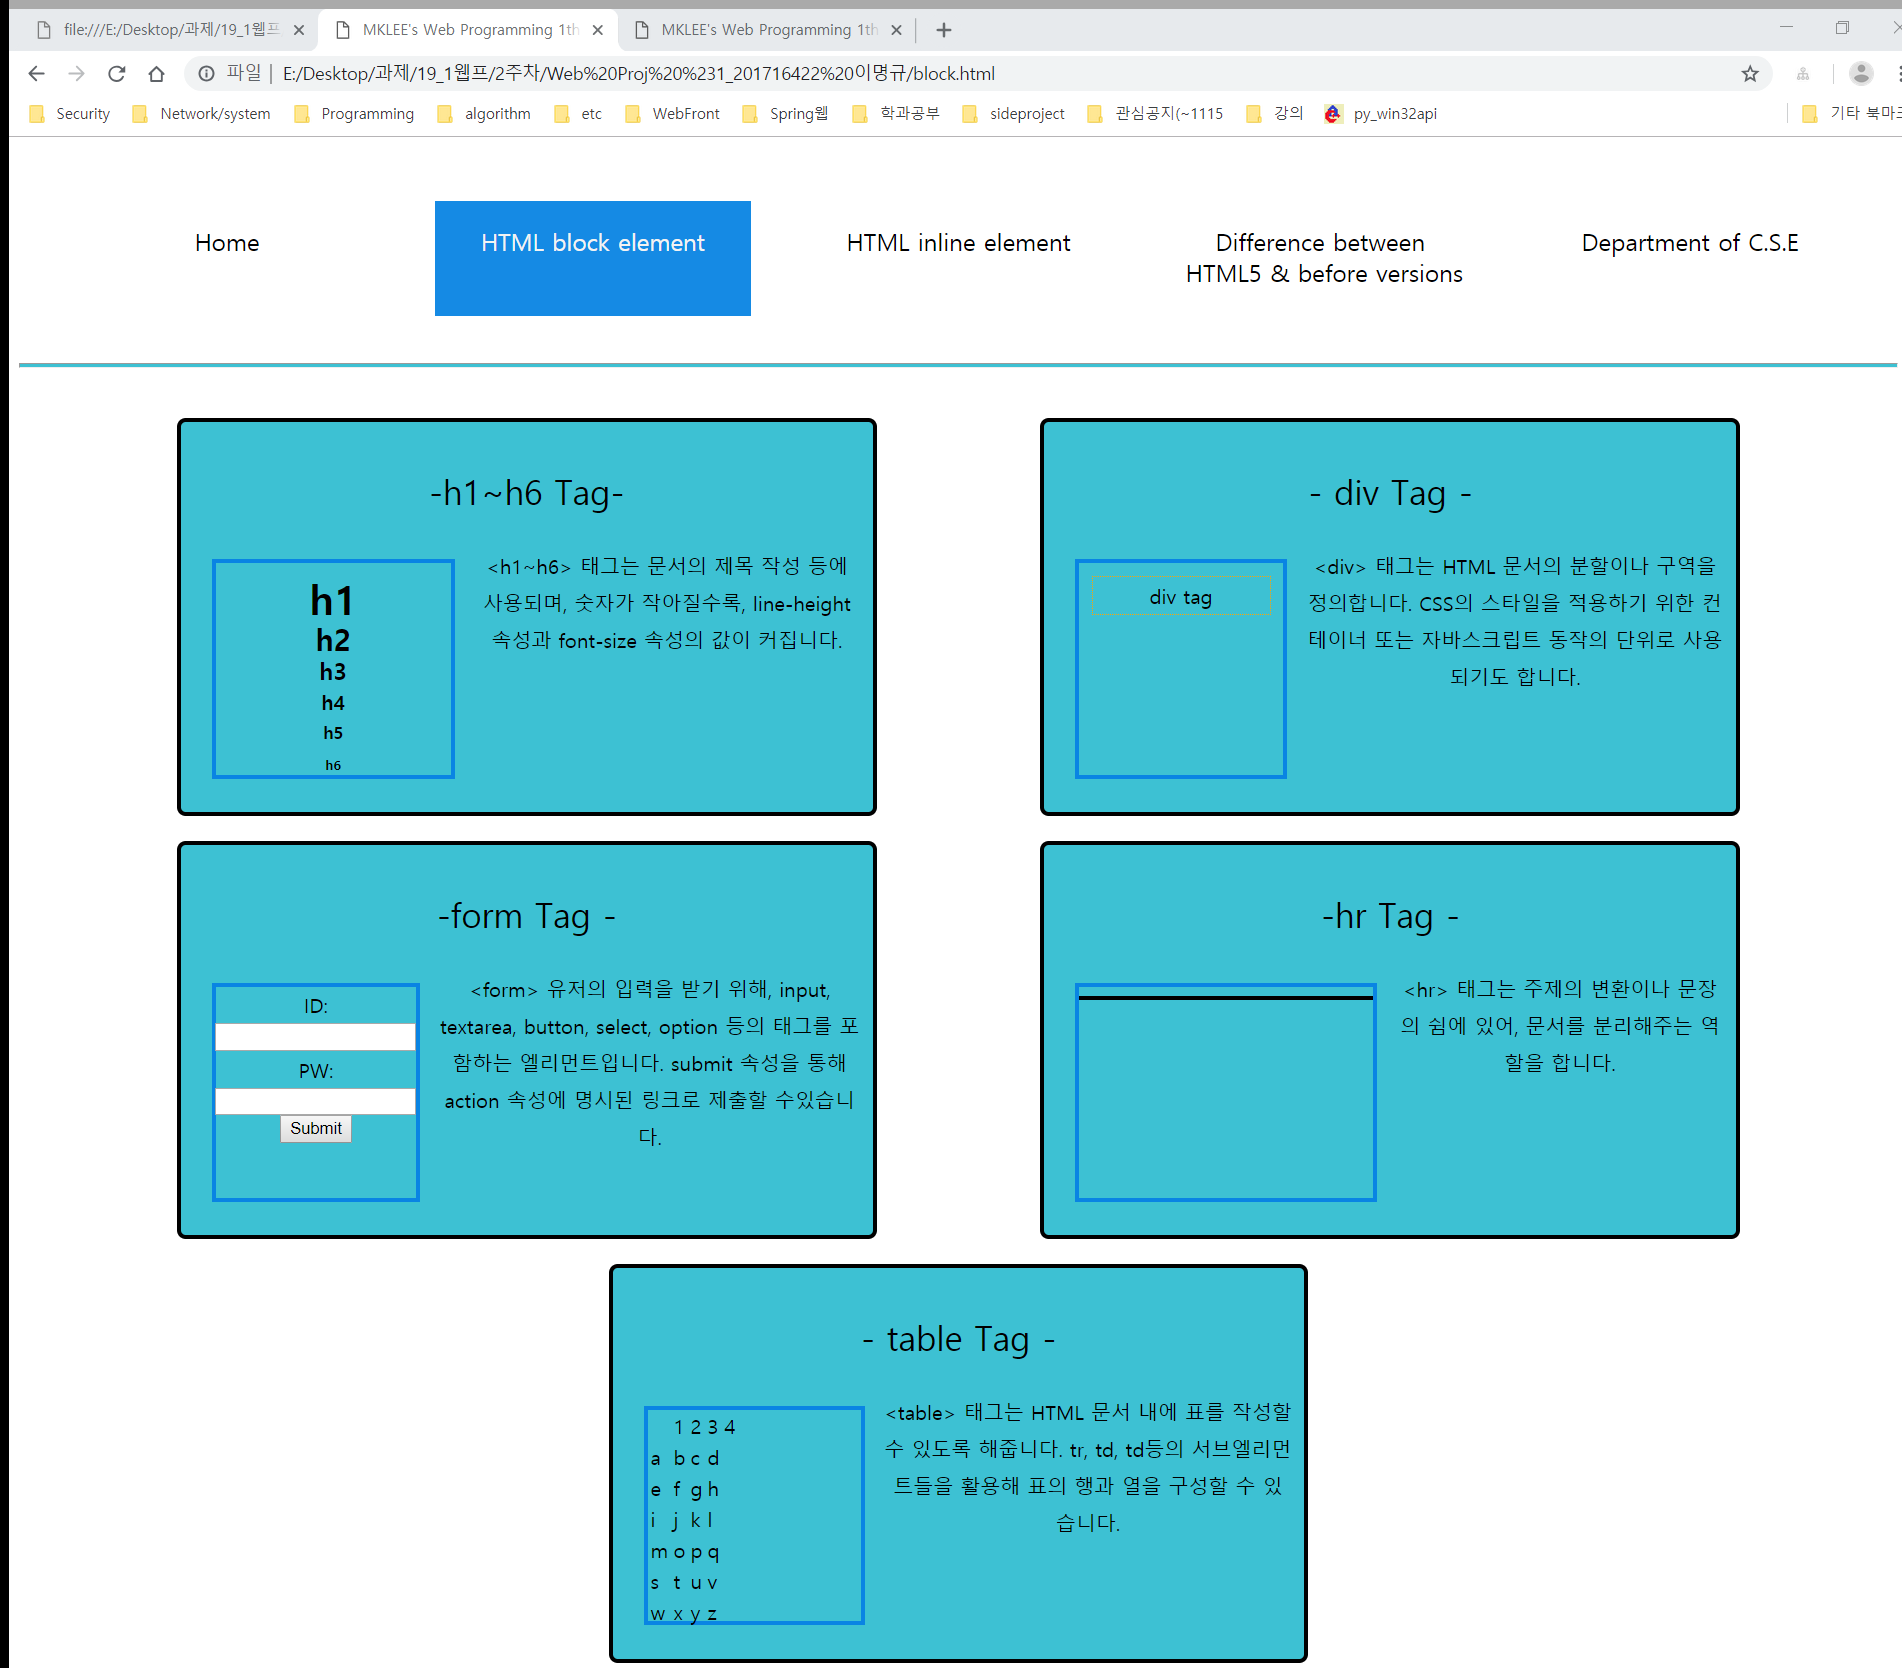 file:///E:/Desktop/과제/19_1웹프
MKLEE's Web Programming 1th
MKLEE's Web Programming 1th
파일 | E:/Desktop/과제/19_1웹프/2주차/Web%20Proj%20%231_201716422%20이명규/block.html
Security Network/system Programming algorithm etc WebFront Spring웹 학과공부 sideproject 관심공지(~1115 강의 py_win32api 기타 북마크
Home
HTML block element
HTML inline element
Difference between
HTML5 & before versions
Department of C.S.E
-h1~h6 Tag-
h1
h2
h3
h4
h5
h6
<h1~h6> 태그는 문서의 제목 작성 등에
사용되며, 숫자가 작아질수록, line-height
속성과 font-size 속성의 값이 커집니다.
- div Tag -
div tag
<div> 태그는 HTML 문서의 분할이나 구역을
정의합니다. CSS의 스타일을 적용하기 위한 컨
테이너 또는 자바스크립트 동작의 단위로 사용
되기도 합니다.
-form Tag -
ID:
PW:
Submit
<form> 유저의 입력을 받기 위해, input,
textarea, button, select, option 등의 태그를 포
함하는 엘리먼트입니다. submit 속성을 통해
action 속성에 명시된 링크로 제출할 수있습니
다.
-hr Tag -
<hr> 태그는 주제의 변환이나 문장
의 쉼에 있어, 문서를 분리해주는 역
할을 합니다.
- table Tag -
1 2 3 4
a b c d
e f g h
i j k l
m o p q
s t u v
w x y z
<table> 태그는 HTML 문서 내에 표를 작성할
수 있도록 해줍니다. tr, td, td등의 서브엘리먼
트들을 활용해 표의 행과 열을 구성할 수 있
습니다.